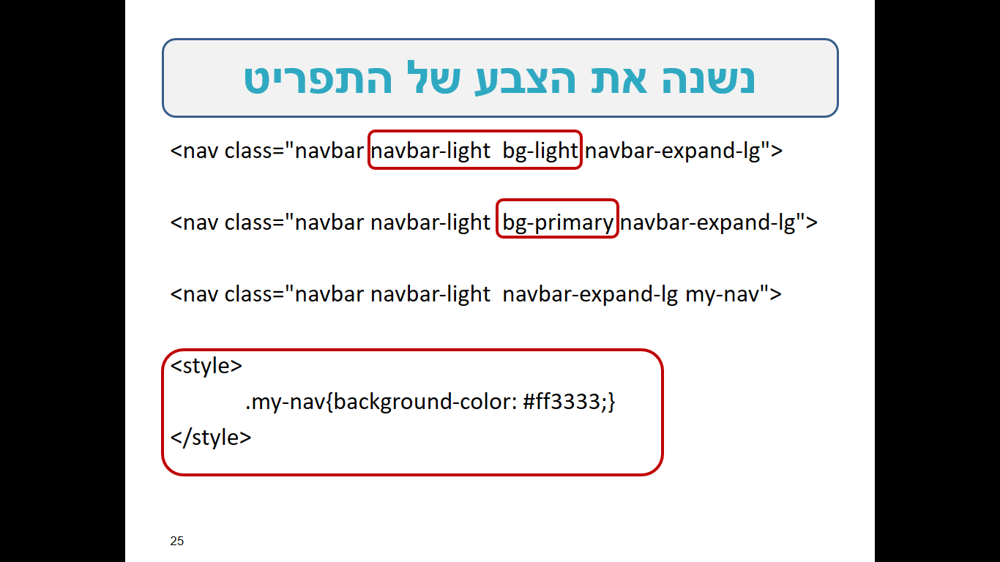 נשנה את הצבע של התפריט
<nav class="navbar navbar-light  bg-light navbar-expand-lg">
<nav class="navbar navbar-light  bg-primary navbar-expand-lg">
<nav class="navbar navbar-light  navbar-expand-lg my-nav">
<style>
.my-nav{background-color: #ff3333;}
</style>
25